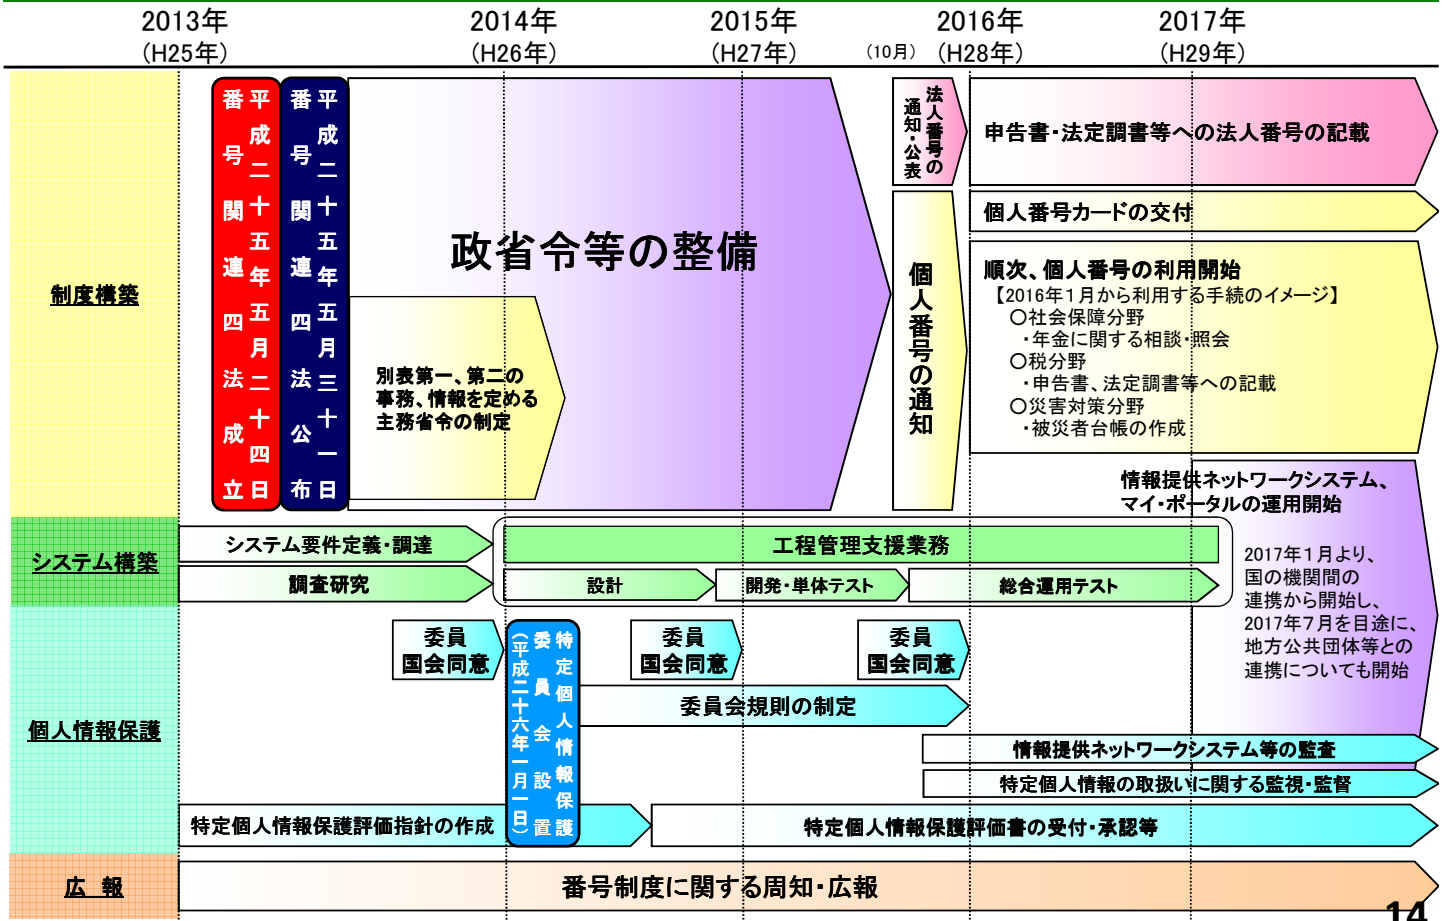 2013年
(H25年)
2014年
(H26年)
2015年
(H27年)
(10月)
2016年
(H28年)
2017年
(H29年)
制度構築
平成二十五年五月二十四日
番号関連四法成立
平成二十五年五月三十一日
番号関連四法公布
政省令等の整備
別表第一、第二の
事務、情報を定める
主務省令の制定
法人番号の
通知・公表
申告書・法定調書等への法人番号の記載
個人番号の通知
個人番号カードの交付
順次、個人番号の利用開始
【2016年1月から利用する手続のイメージ】
○社会保障分野
・年金に関する相談・照会
○税分野
・申告書、法定調書等への記載
○災害対策分野
・被災者台帳の作成
情報提供ネットワークシステム、
マイ・ポータルの運用開始
2017年1月より、
国の機関間の
連携から開始し、
2017年7月を目途に、
地方公共団体等との
連携についても開始
システム構築
システム要件定義・調達
調査研究
工程管理支援業務
設計
開発・単体テスト
総合運用テスト
個人情報保護
委員
国会同意
特定個人情報保護
委員会設置
(平成二十六年一月一日)
委員
国会同意
委員
国会同意
委員会規則の制定
情報提供ネットワークシステム等の監査
特定個人情報の取扱いに関する監視・監督
特定個人情報保護評価指針の作成
特定個人情報保護評価書の受付・承認等
広 報
番号制度に関する周知・広報
14